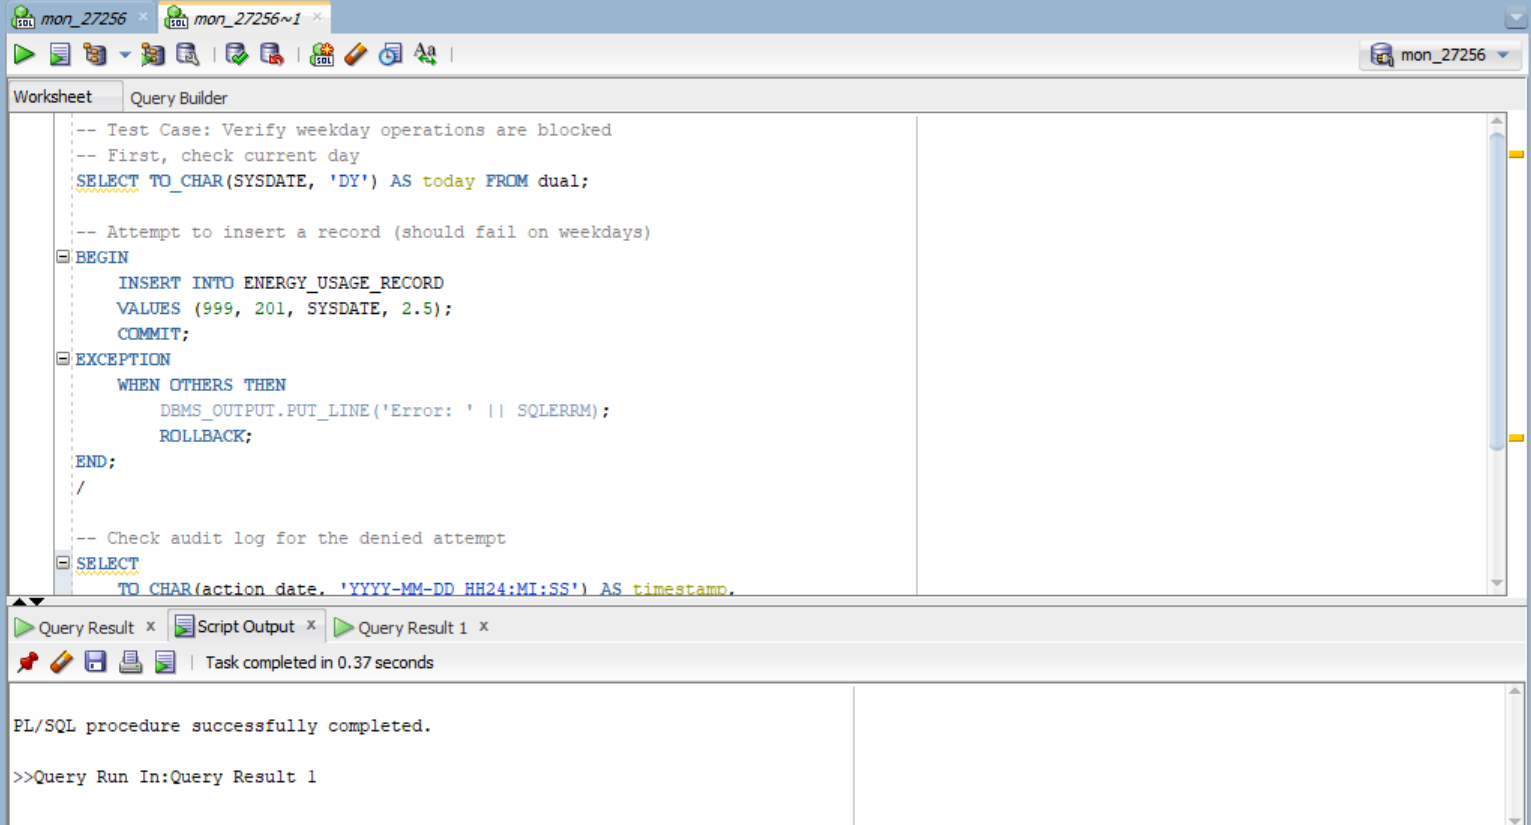 mon_27256
mon_27256~1
mon_27256
Worksheet
Query Builder
-- Test Case: Verify weekday operations are blocked
-- First, check current day
SELECT TO_CHAR(SYSDATE, 'DY') AS today FROM dual;
-- Attempt to insert a record (should fail on weekdays)
BEGIN
INSERT INTO ENERGY_USAGE_RECORD
VALUES (999, 201, SYSDATE, 2.5);
COMMIT;
EXCEPTION
WHEN OTHERS THEN
DBMS_OUTPUT.PUT_LINE('Error: ' || SQLERRM);
ROLLBACK;
END;
/
-- Check audit log for the denied attempt
SELECT
TO_CHAR(action_date, 'YYYY-MM-DD HH24:MI:SS') AS timestamp,
Query Result x
Script Output x
Query Result 1 x
Task completed in 0.37 seconds
PL/SQL procedure successfully completed.
>>Query Run In:Query Result 1